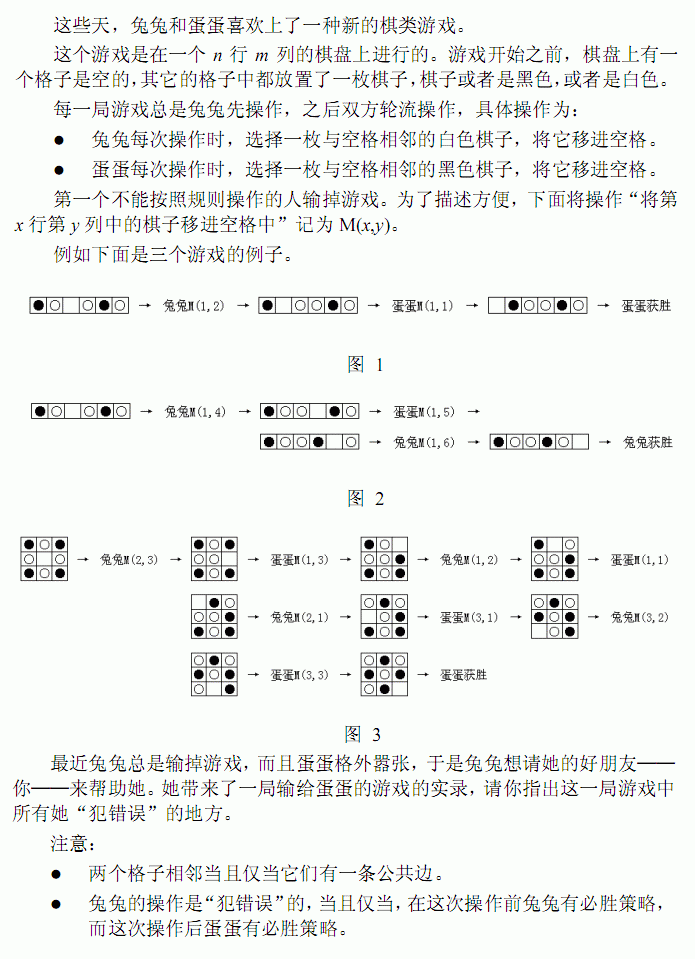 这些天，兔兔和蛋蛋喜欢上了一种新的棋类游戏。
这个游戏是在一个 n 行 m 列的棋盘上进行的。游戏开始之前，棋盘上有一
个格子是空的，其它的格子中都放置了一枚棋子，棋子或者是黑色，或者是白色。
每一局游戏总是兔兔先操作，之后双方轮流操作，具体操作为：
● 兔兔每次操作时，选择一枚与空格相邻的白色棋子，将它移进空格。
● 蛋蛋每次操作时，选择一枚与空格相邻的黑色棋子，将它移进空格。
第一个不能按照规则操作的人输掉游戏。为了描述方便，下面将操作“将第
x 行第 y 列中的棋子移进空格中”记为 M(x,y)。
例如下面是三个游戏的例子。
→ 兔兔M(1,2) → → 蛋蛋M(1,1) → → 蛋蛋获胜
图 1
→ 兔兔M(1,4) → → 蛋蛋M(1,5) →
→ 兔兔M(1,6) → → 兔兔获胜
图 2
→ 兔兔M(2,3) → → 蛋蛋M(1,3) → → 兔兔M(1,2) → → 蛋蛋M(1,1) →
→ 兔兔M(2,1) → → 蛋蛋M(3,1) → → 兔兔M(3,2) →
→ 蛋蛋M(3,3) → → 蛋蛋获胜
图 3
最近兔兔总是输掉游戏，而且蛋蛋格外嚣张，于是兔兔想请她的好朋友——
你——来帮助她。她带来了一局输给蛋蛋的游戏的实录，请你指出这一局游戏中
所有她“犯错误”的地方。
注意：
● 两个格子相邻当且仅当它们有一条公共边。
● 兔兔的操作是“犯错误”的，当且仅当，在这次操作前兔兔有必胜策略，
而这次操作后蛋蛋有必胜策略。